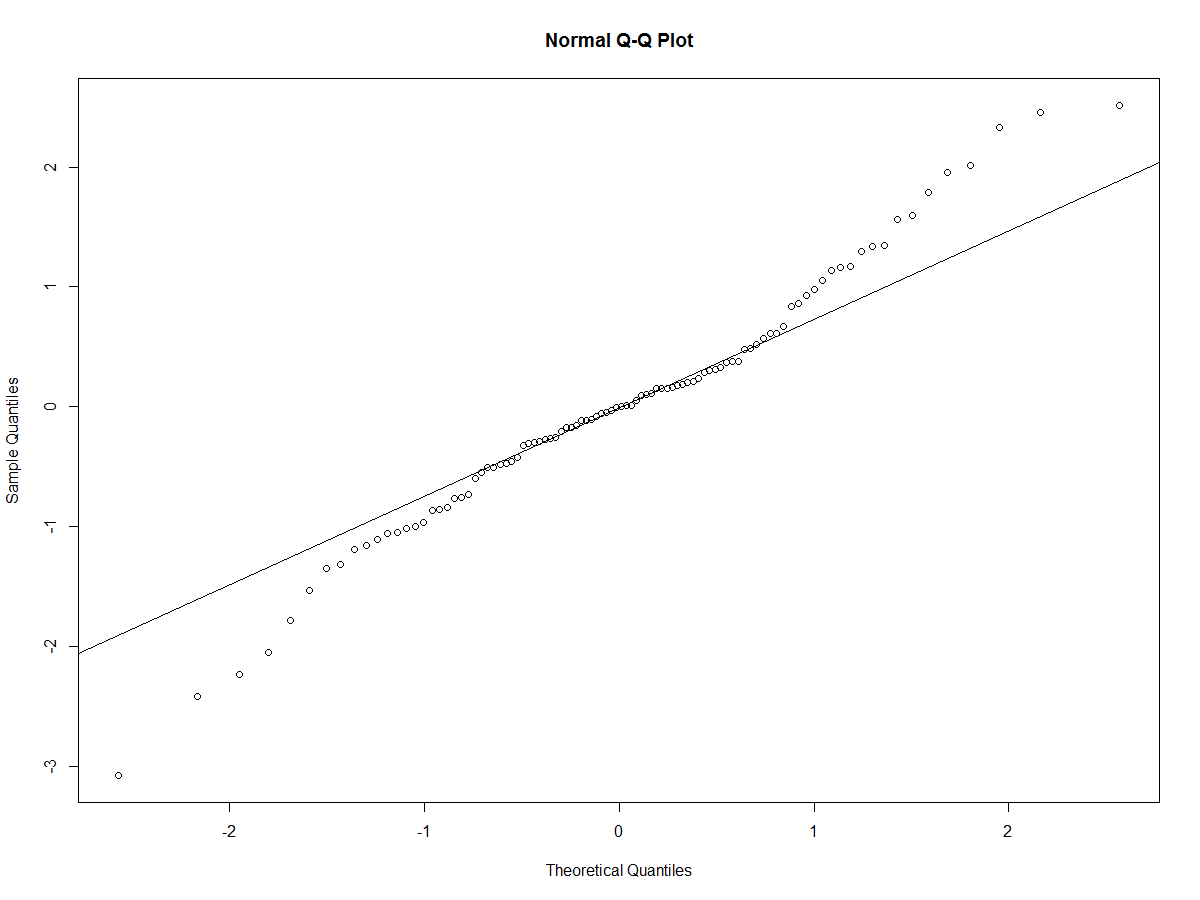 Normal Q-Q Plot
2
1
0
-1
-2
-3
Sample Quantiles
-2 -1 0 1 2
Theoretical Quantiles